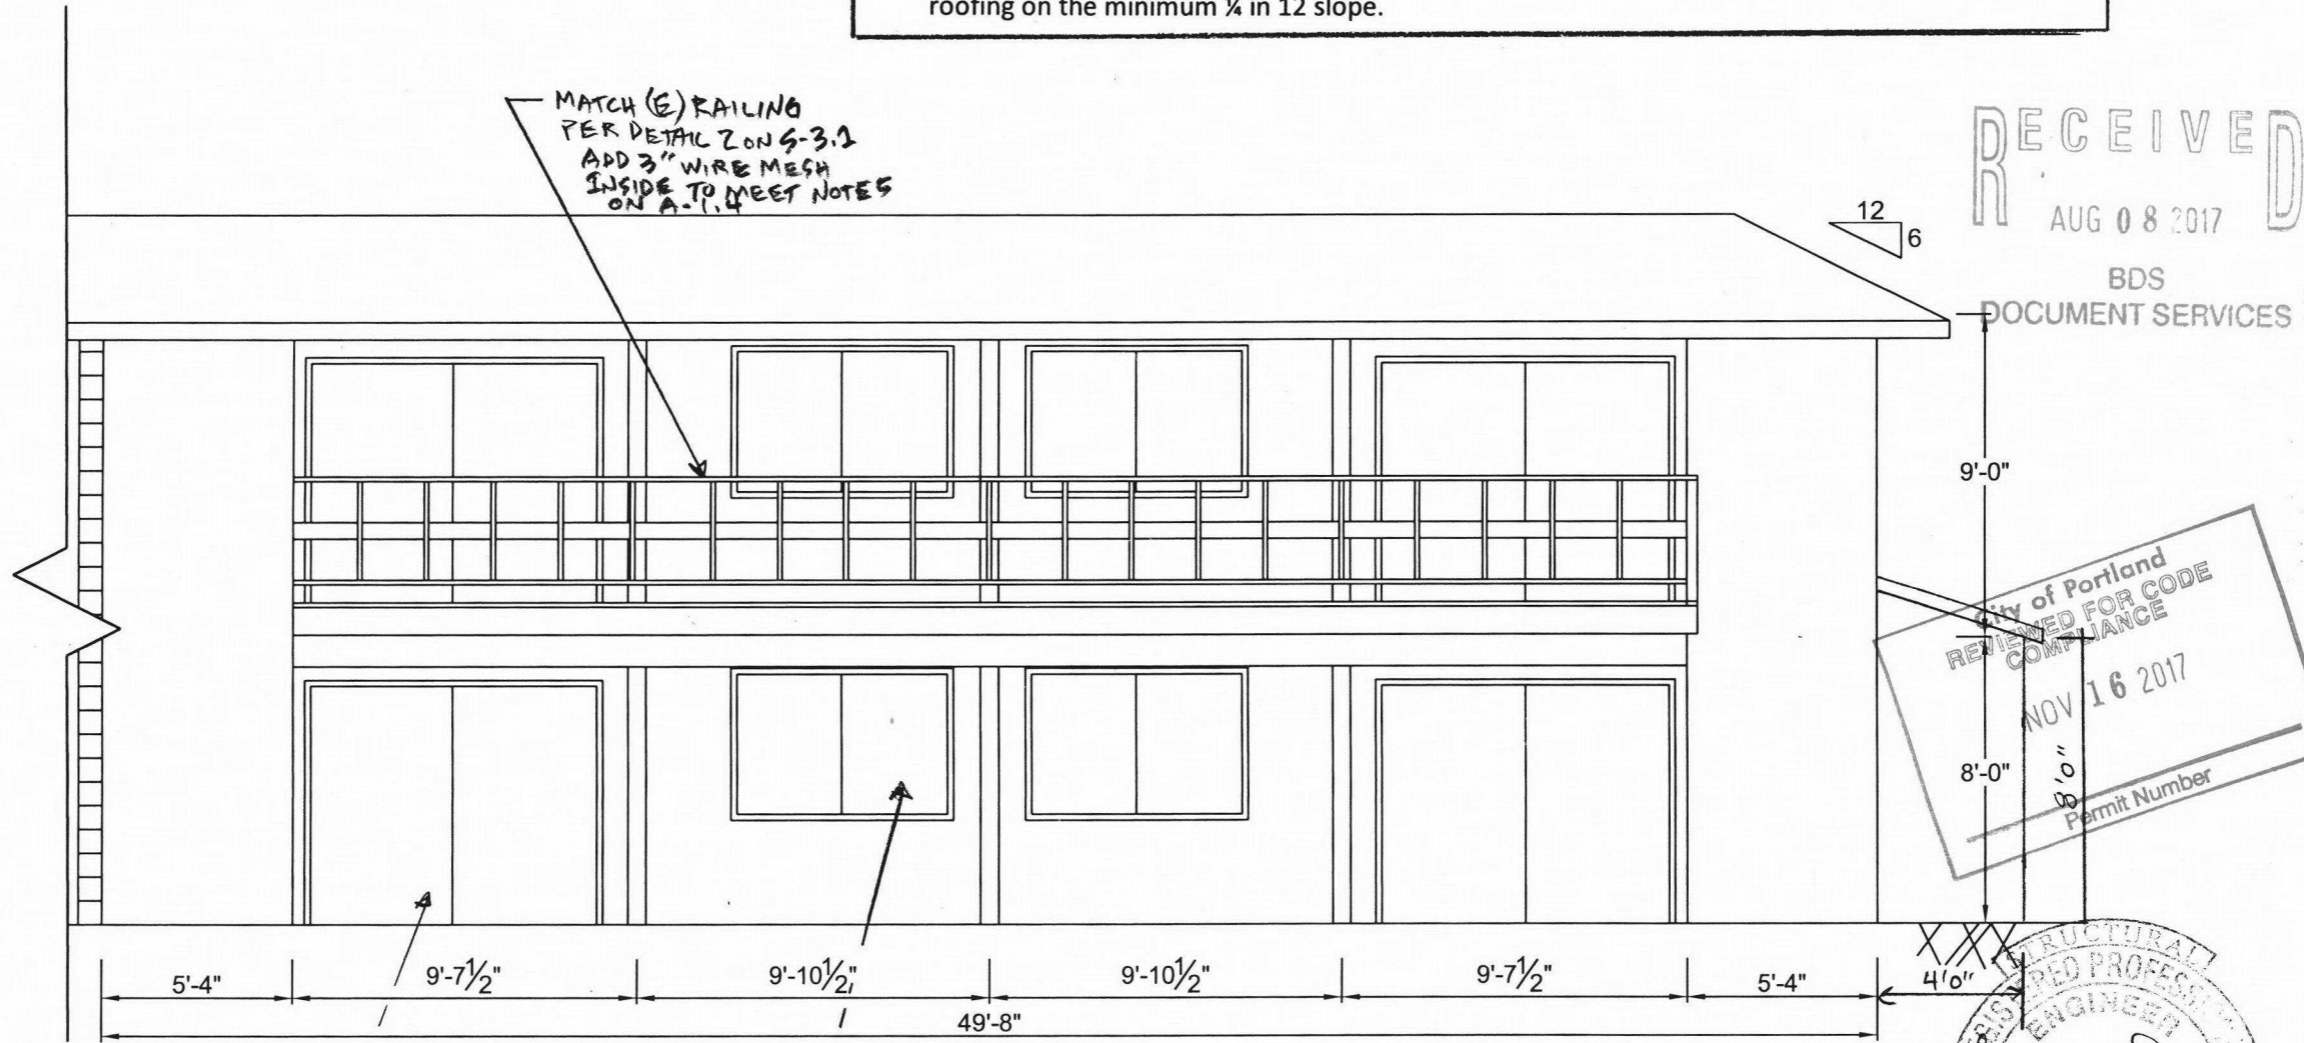 roofing on the minimum ¼ in 12 slope.
MATCH (E) RAILING
PER DETAIL 2 ON S-3.1
ADD 3" WIRE MESH
INSIDE TO MEET NOTES
ON A-1.4
RECEIVED
AUG 08 2017
BDS
DOCUMENT SERVICES
12
6
9'-0"
City of Portland
REVIEWED FOR CODE
COMPLIANCE
NOV 16 2017
Permit Number
8'-0"
8'0"
5'-4"
9'-7½"
9'-10½"
9'-10½"
9'-7½"
5'-4"
4'0"
49'-8"
STRUCTURAL
PROFESS
ENGINEER